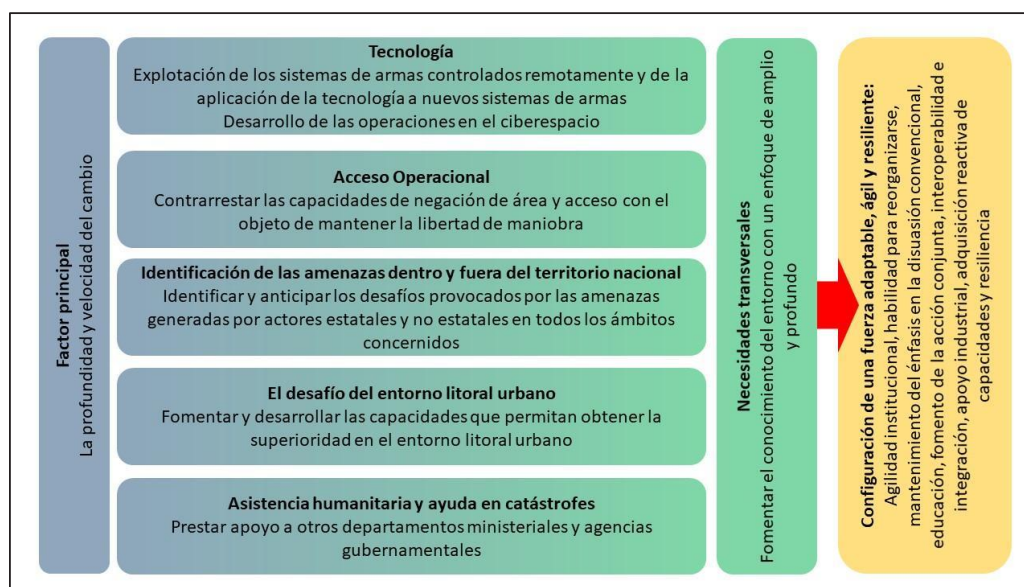 Factor principal
La profundidad y velocidad del cambio
Tecnología
Explotación de los sistemas de armas controlados remotamente y de la
aplicación de la tecnología a nuevos sistemas de armas
Desarrollo de las operaciones en el ciberespacio
Acceso Operacional
Contrarrestar las capacidades de negación de área y acceso con el
objeto de mantener la libertad de maniobra
Identificación de las amenazas dentro y fuera del territorio nacional
Identificar y anticipar los desafíos provocados por las amenazas
generadas por actores estatales y no estatales en todos los ámbitos
concernidos
El desafío del entorno litoral urbano
Fomentar y desarrollar las capacidades que permitan obtener la
superioridad en el entorno litoral urbano
Asistencia humanitaria y ayuda en catástrofes
Prestar apoyo a otros departamentos ministeriales y agencias
gubernamentales
Necesidades transversales
Fomentar el conocimiento del entorno con un enfoque de amplio
y profundo
Configuración de una fuerza adaptable, ágil y resiliente:
Agilidad institucional, habilidad para reorganizarse,
mantenimiento del énfasis en la disuasión convencional,
educación, fomento de la acción conjunta, interoperabilidad e
integración, apoyo industrial, adquisición reactiva de
capacidades y resiliencia